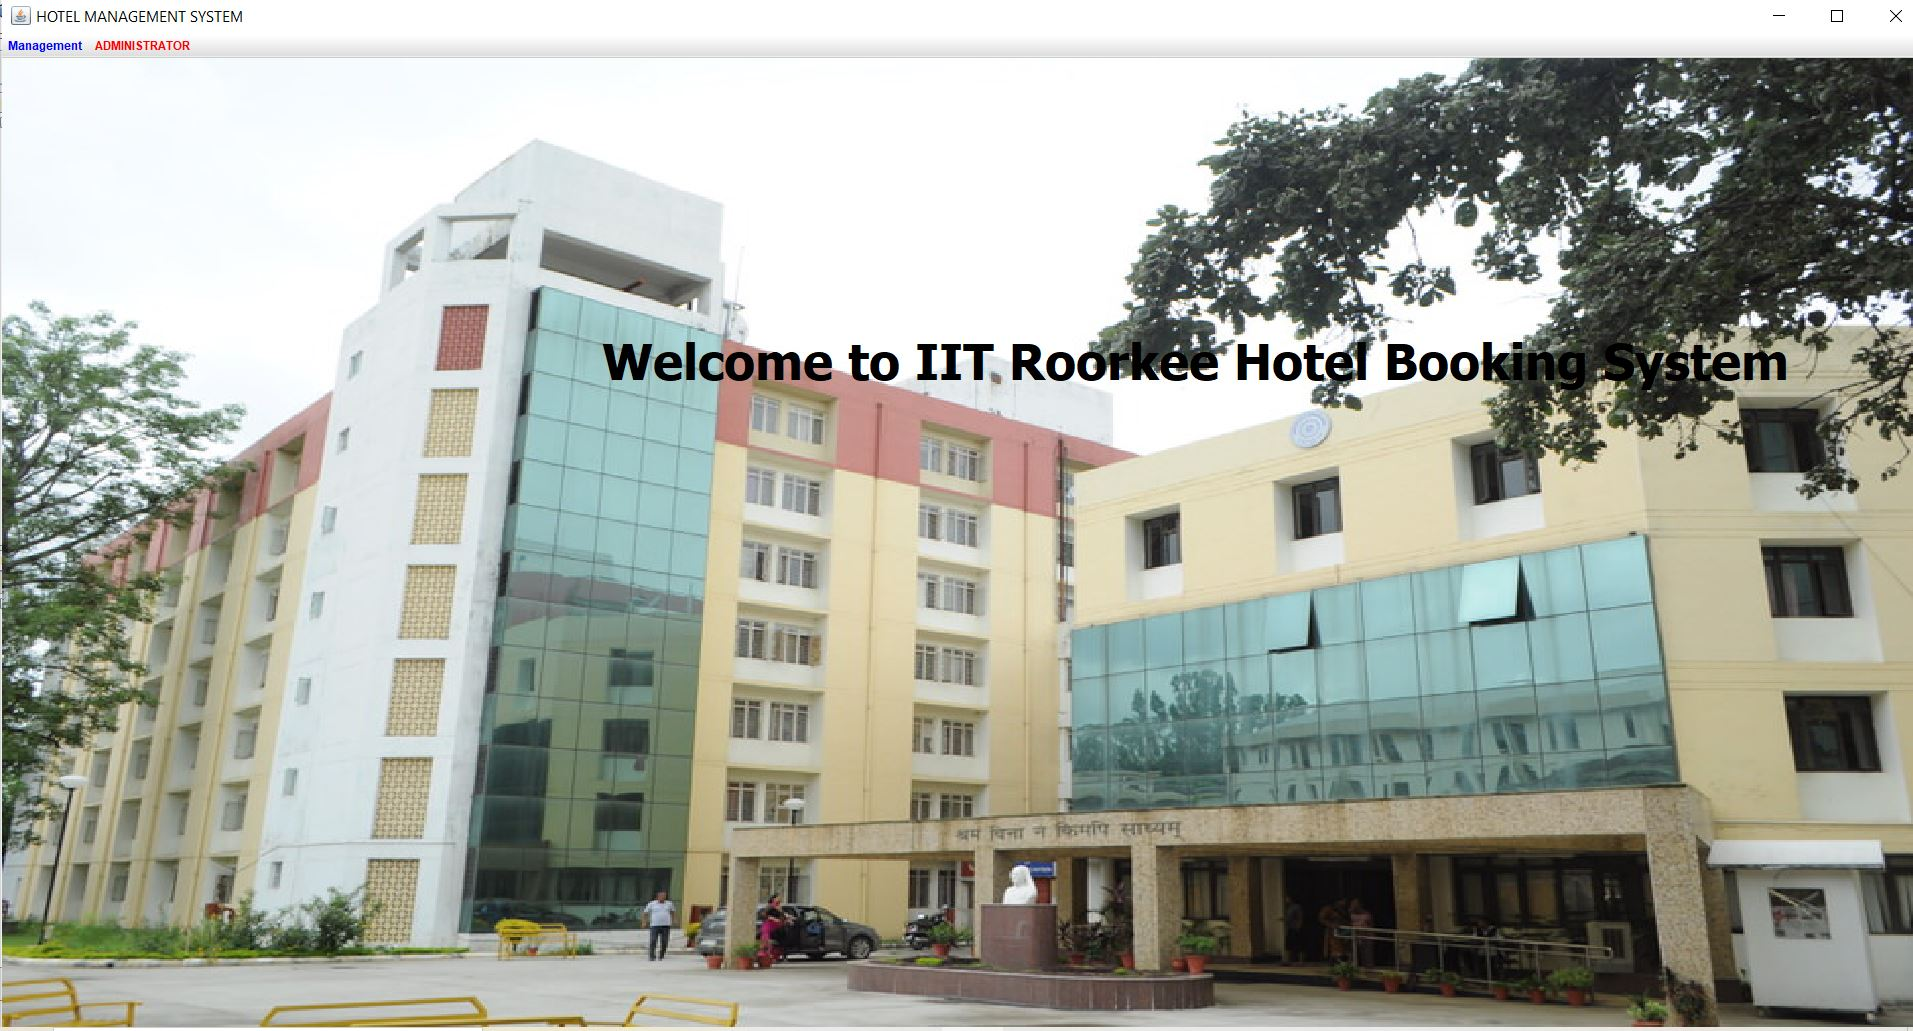 HOTEL MANAGEMENT SYSTEM
Management ADMINISTRATOR
Welcome to IIT Roorkee Hotel Booking System
श्रमं विना न किमपि साध्यम्